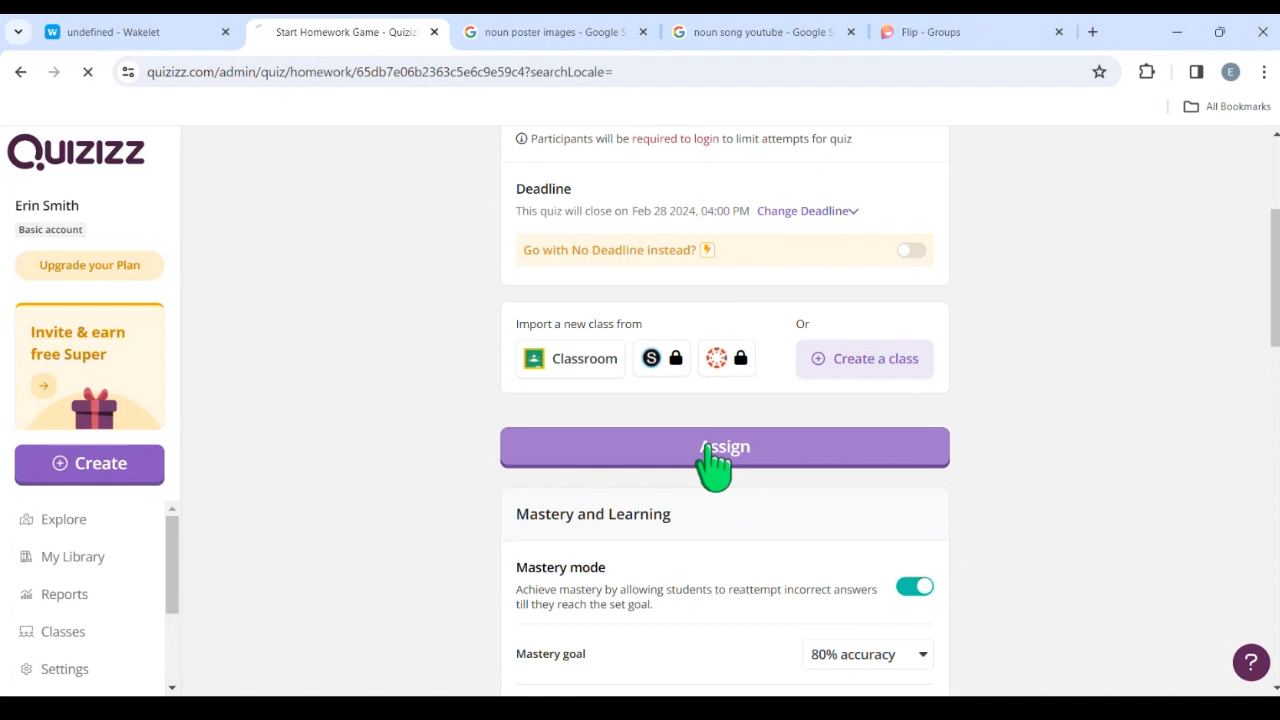 undefined - Wakelet
Start Homework Game - Quiziz
noun poster images - Google S
noun song youtube - Google S
Flip - Groups
quizizz.com/admin/quiz/homework/65db7e06b2363c5e6c9e59c4?searchLocale=
E
All Bookmarks
Quizizz
Erin Smith
Basic account
Upgrade your Plan
Invite & earn
free Super
Create
Explore
My Library
Reports
Classes
Settings
Participants will be required to login to limit attempts for quiz
Deadline
This quiz will close on Feb 28 2024, 04:00 PM Change Deadline
Go with No Deadline instead?
Import a new class from
Or
Classroom
S
Create a class
Assign
Mastery and Learning
Mastery mode
Achieve mastery by allowing students to reattempt incorrect answers
till they reach the set goal.
Mastery goal
80% accuracy
?